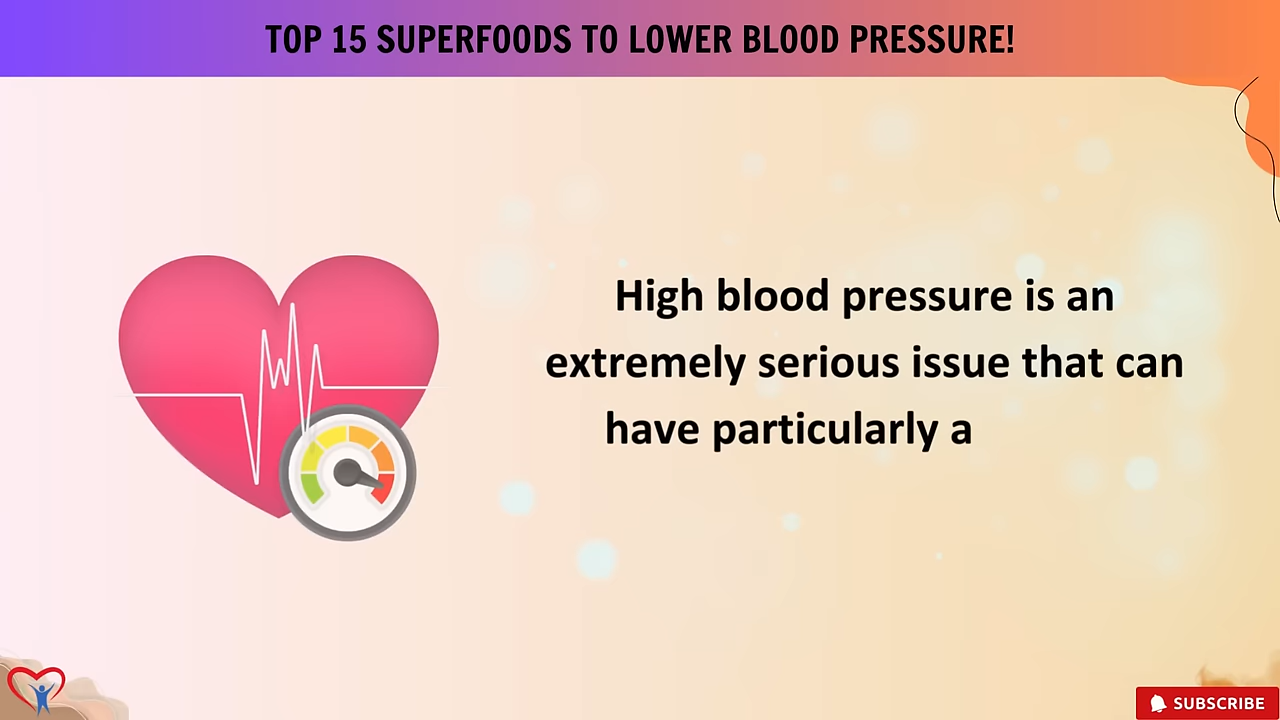 TOP 15 SUPERFOODS TO LOWER BLOOD PRESSURE!
High blood pressure is an
extremely serious issue that can
have particularly a
SUBSCRIBE